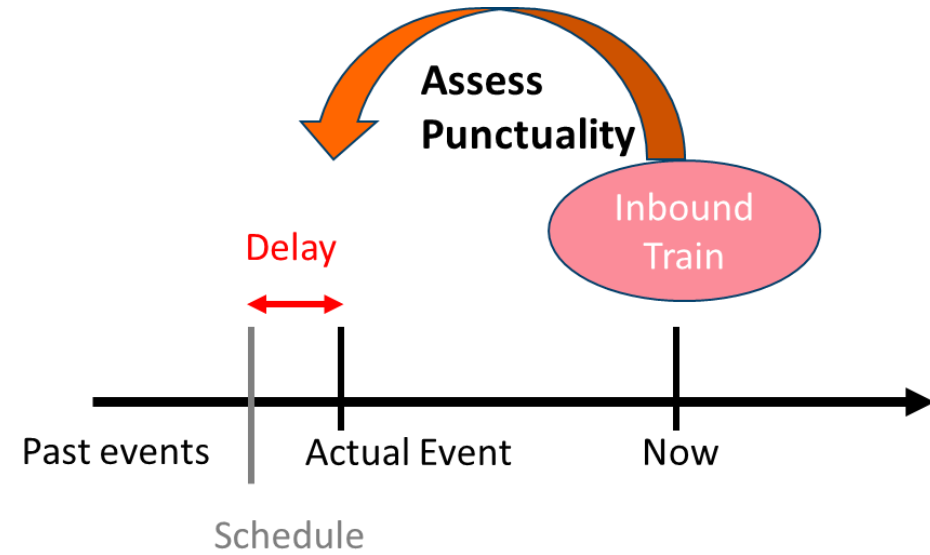 Assess
Punctuality
Inbound
Train
Delay
Past events
Actual Event
Now
Schedule